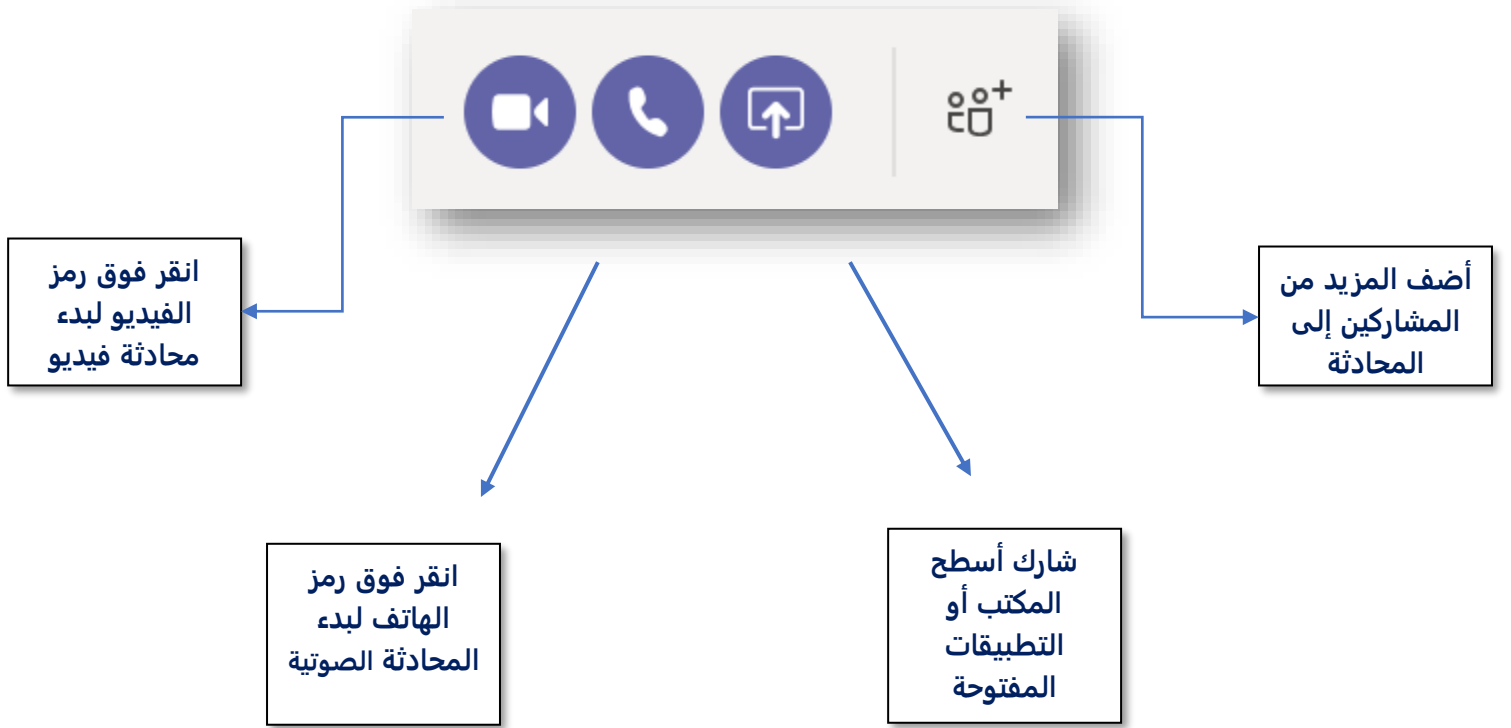 انقر فوق رمز
الفيديو لبدء
محادثة فيديو
أضف المزيد من
المشاركين إلى
المحادثة
انقر فوق رمز
الهاتف لبدء
المحادثة الصوتية
شارك أسطح
المكتب أو
التطبيقات
المفتوحة